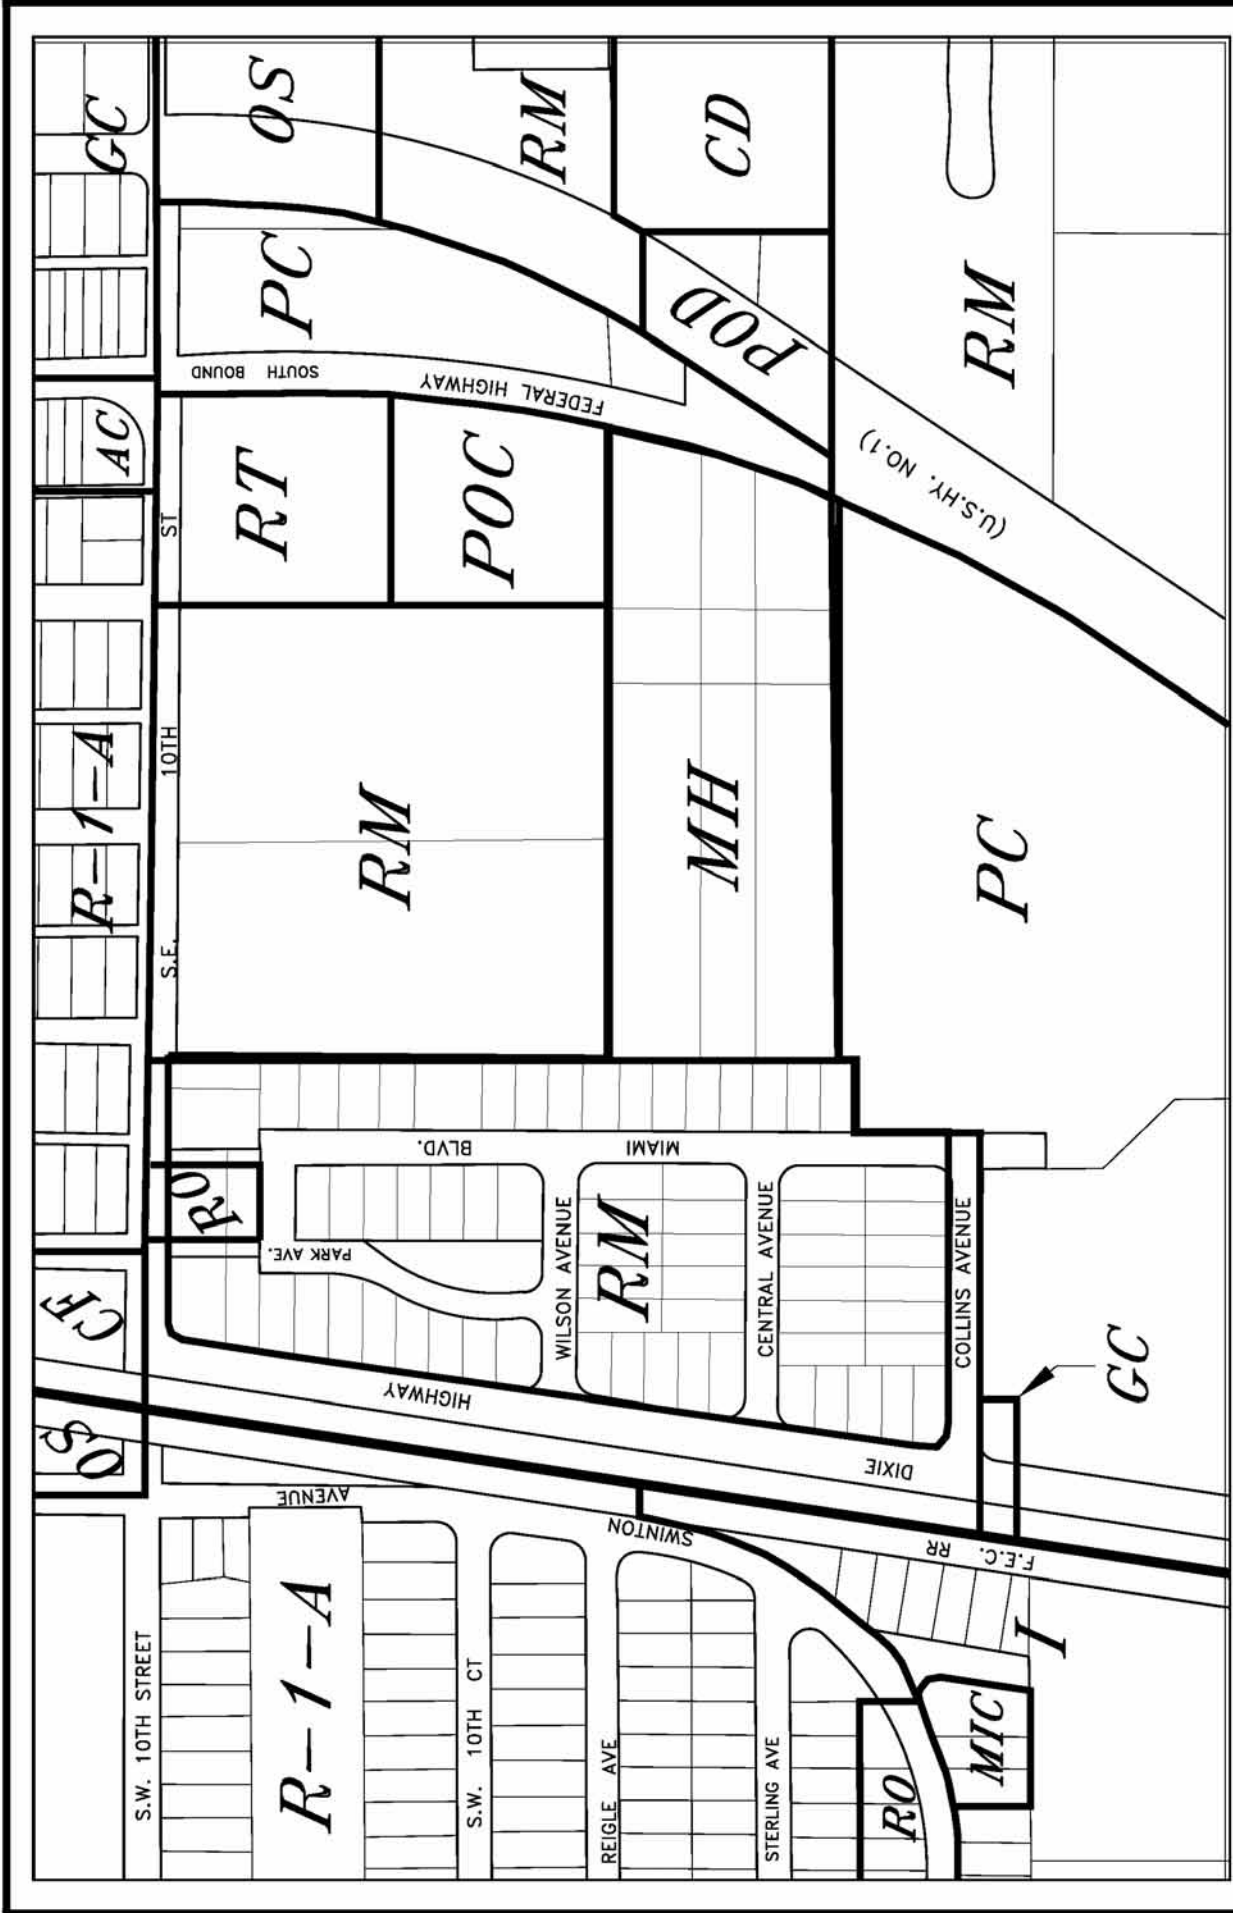 GC
OS
RM
CD
PC
POD
RM
AC
SOUTH BOUND
FEDERAL HIGHWAY
(U.S.HY. NO.1)
RT
POC
S.E. 10TH ST
R-1-A
RM
MH
PC
RO
MIAMI BLVD.
PARK AVE.
WILSON AVENUE
RM
CENTRAL AVENUE
COLLINS AVENUE
CF
OS
DIXIE HIGHWAY
GC
SWINTON AVENUE
F.E.C. RR
I
S.W. 10TH STREET
R-1-A
S.W. 10TH CT
REIGLE AVE
STERLING AVE
RO
MIC